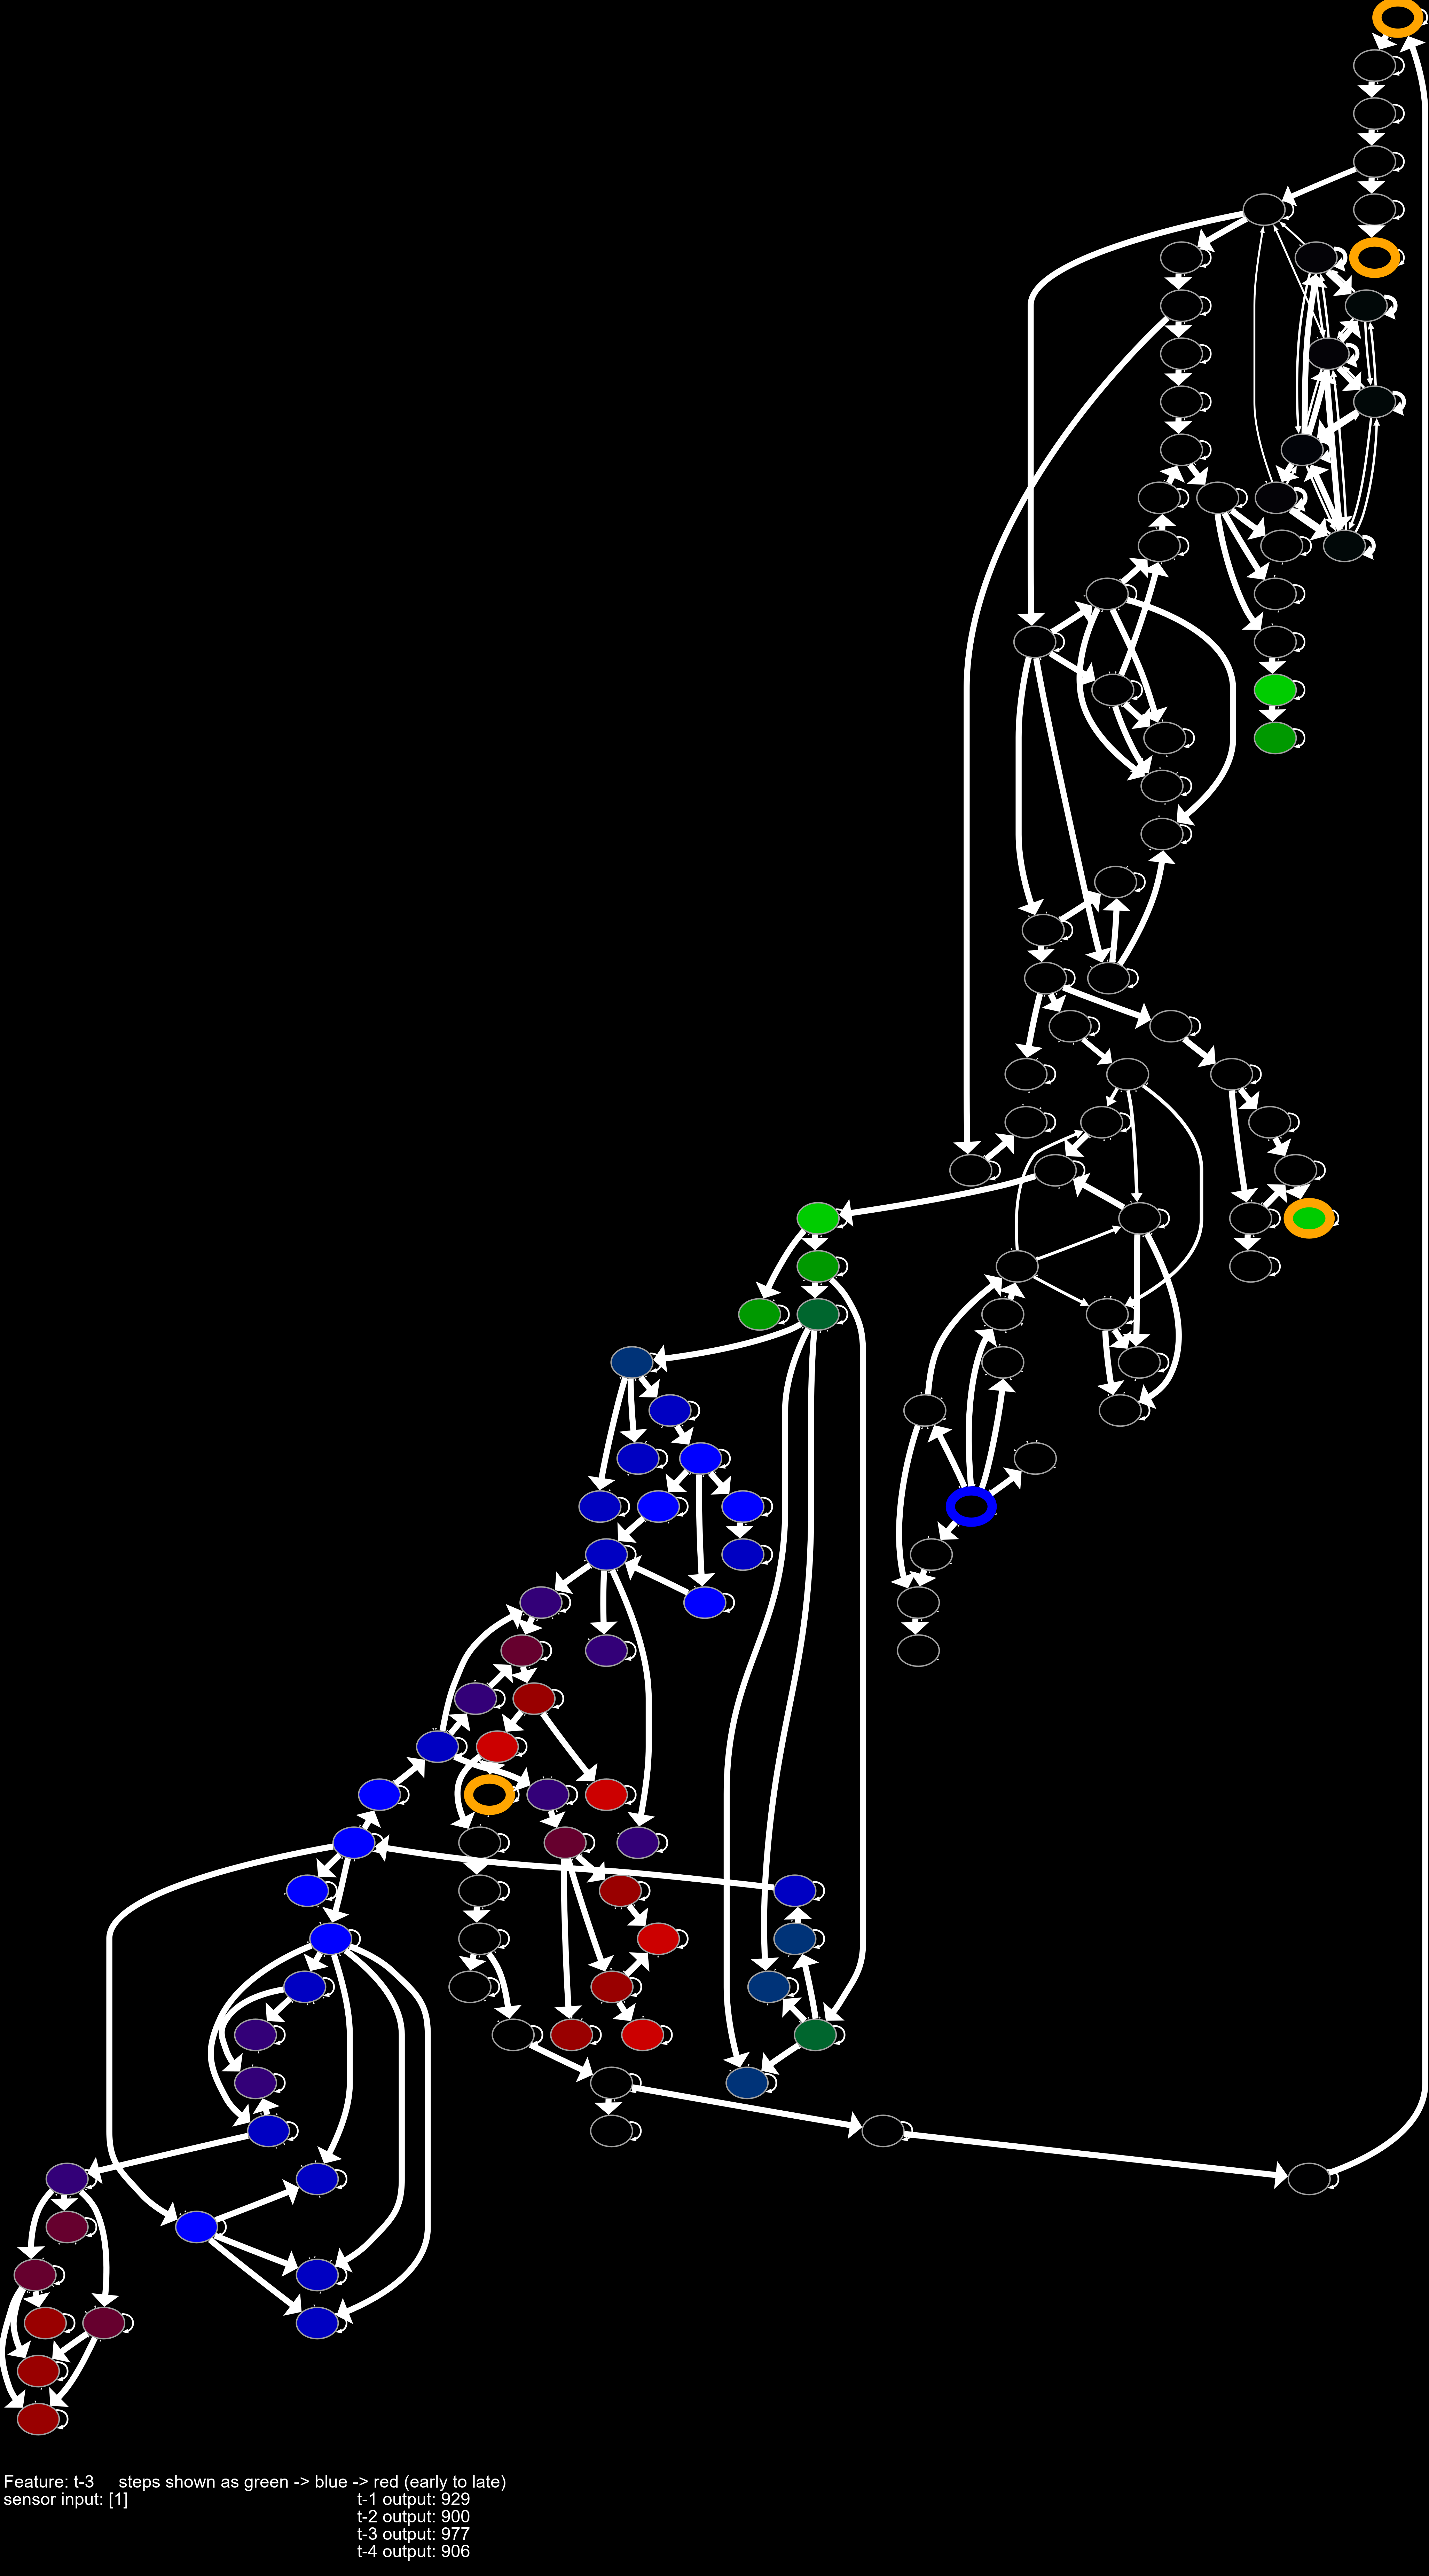 Feature: t-3     steps shown as green -> blue -> red (early to late)
sensor input: [1]     t-1 output: 929
t-2 output: 900
t-3 output: 977
t-4 output: 906